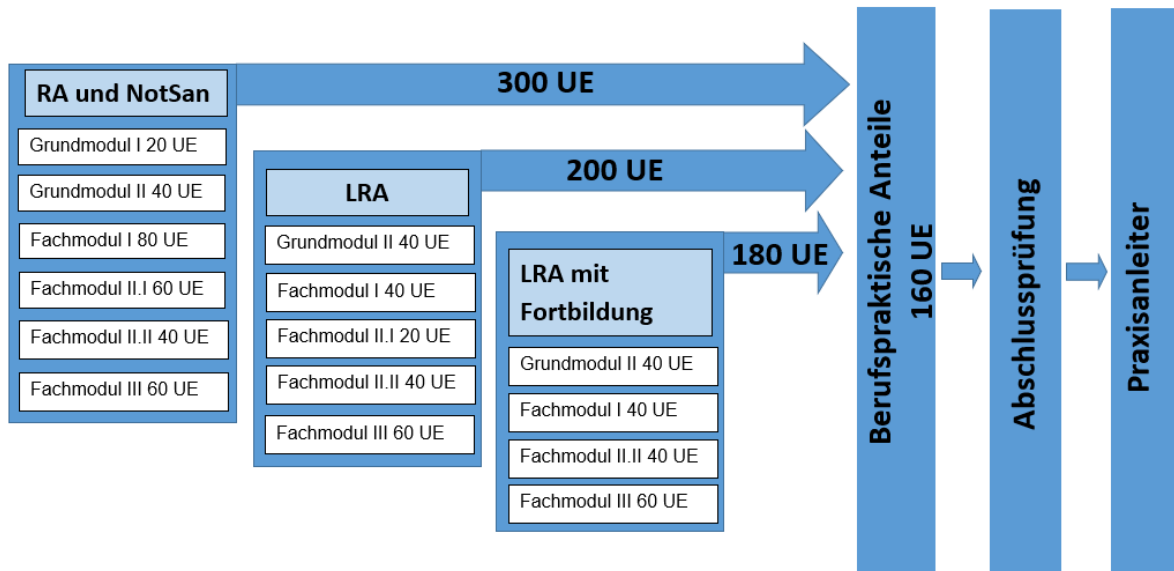 RA und NotSan
Grundmodul I 20 UE
Grundmodul II 40 UE
Fachmodul I 80 UE
Fachmodul II.I 60 UE
Fachmodul II.II 40 UE
Fachmodul III 60 UE
300 UE
LRA
Grundmodul II 40 UE
Fachmodul I 40 UE
Fachmodul II.I 20 UE
Fachmodul II.II 40 UE
Fachmodul III 60 UE
200 UE
LRA mit
Fortbildung
Grundmodul II 40 UE
Fachmodul I 40 UE
Fachmodul II.II 40 UE
Fachmodul III 60 UE
180 UE
Berufspraktische Anteile
160 UE
Abschlussprüfung
Praxisanleiter